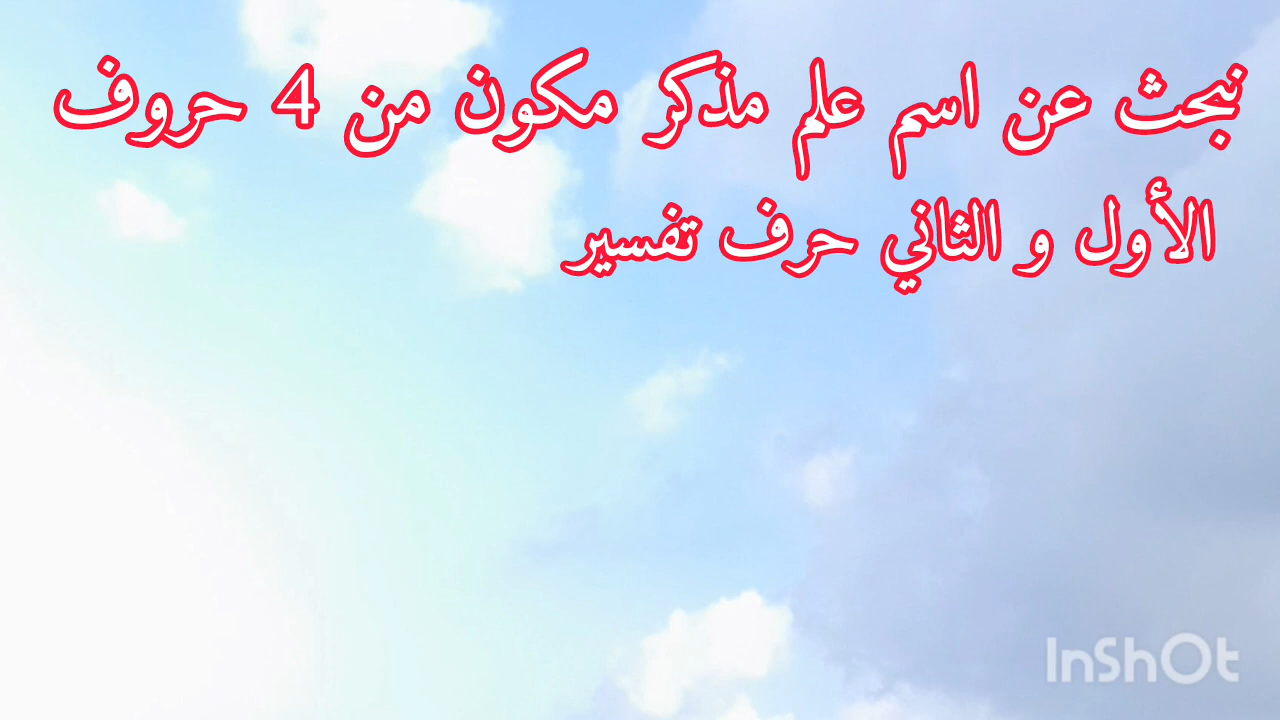 نبحث عن اسم علم مذكر مكون من 4 حروف
الأول و الثاني حرف تفسير
InShOt